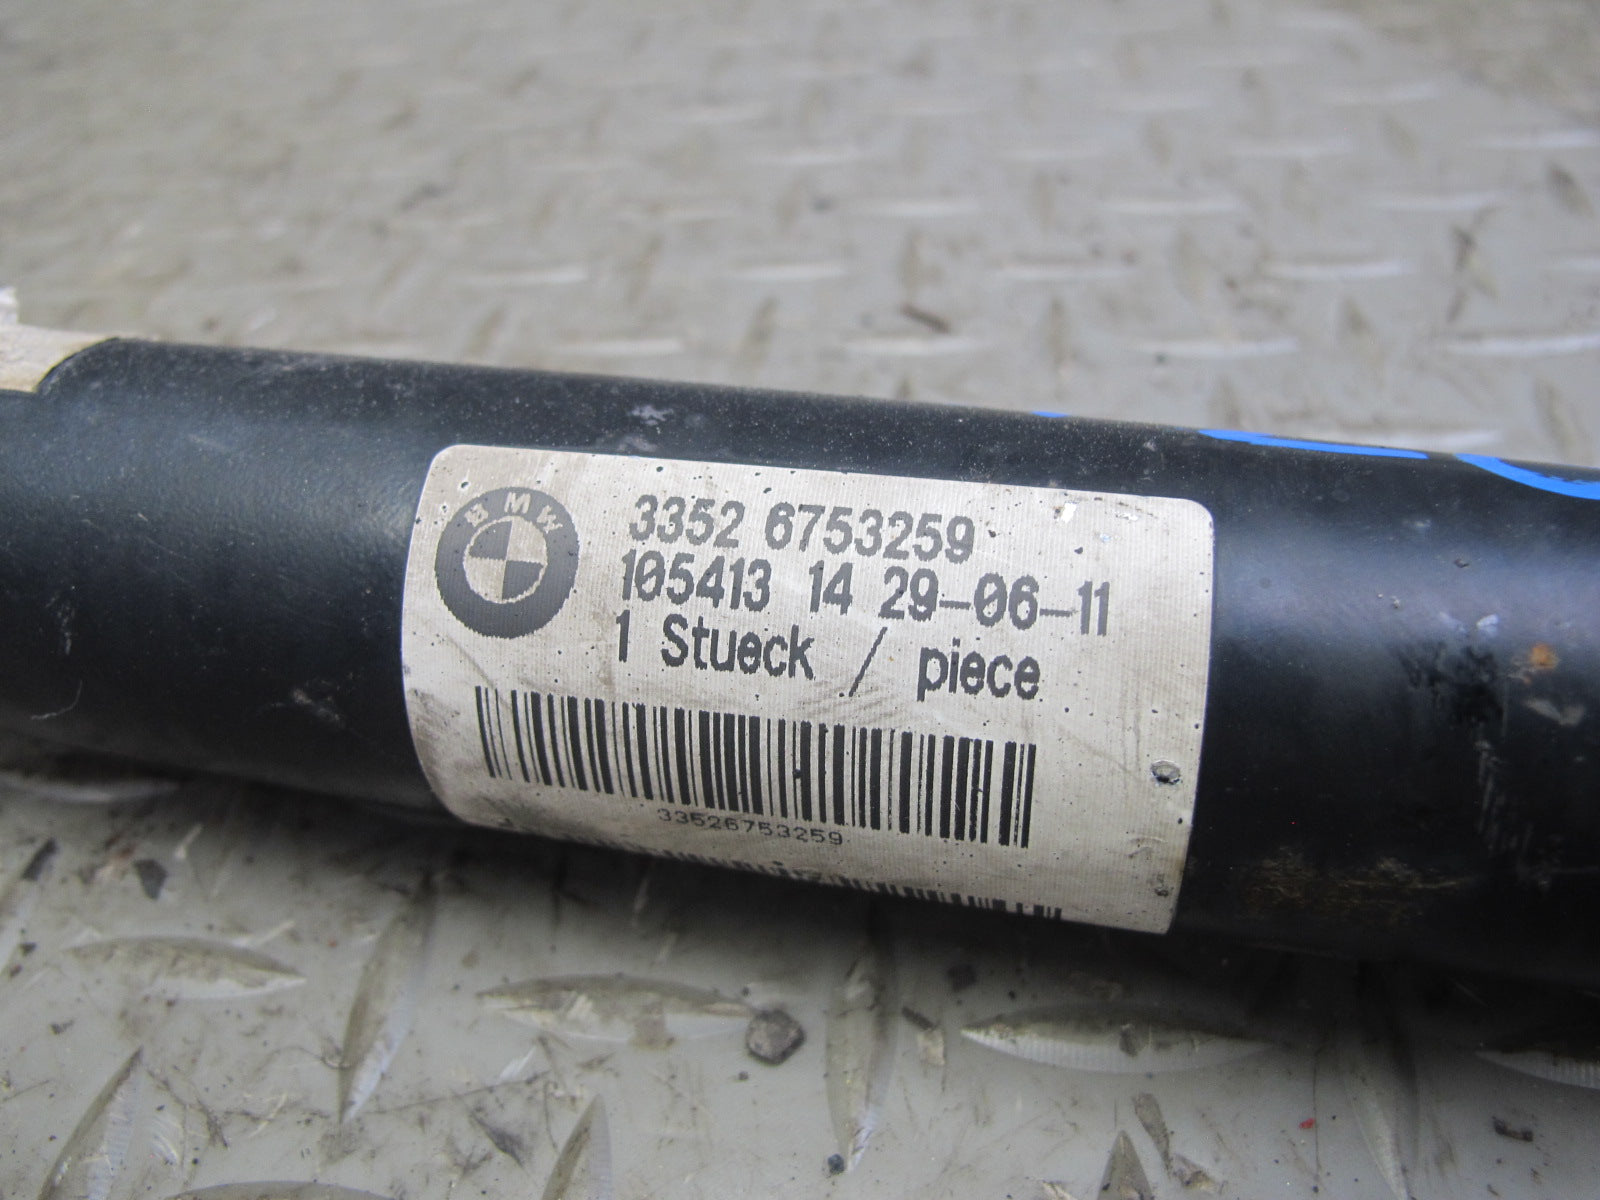 BMW
3352 6753259
105413 14 29-06-11
1 Stueck / piece
33526753259